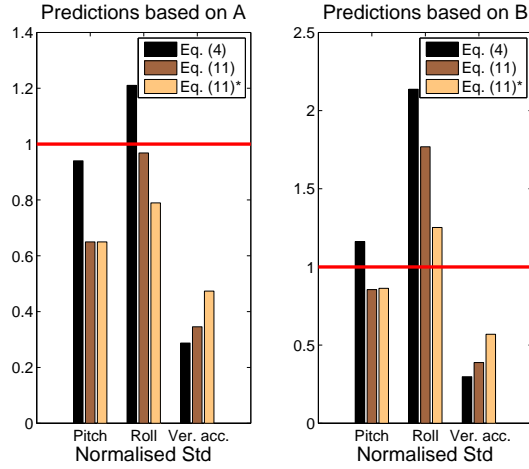 Predictions based on A
1.4
1.2
1
0.8
0.6
0.4
0.2
0
Eq. (4)
Eq. (11)
Eq. (11)*
Pitch Roll Ver. acc.
Normalised Std
Predictions based on B
2.5
2
1.5
1
0.5
0
Eq. (4)
Eq. (11)
Eq. (11)*
Pitch Roll Ver. acc.
Normalised Std